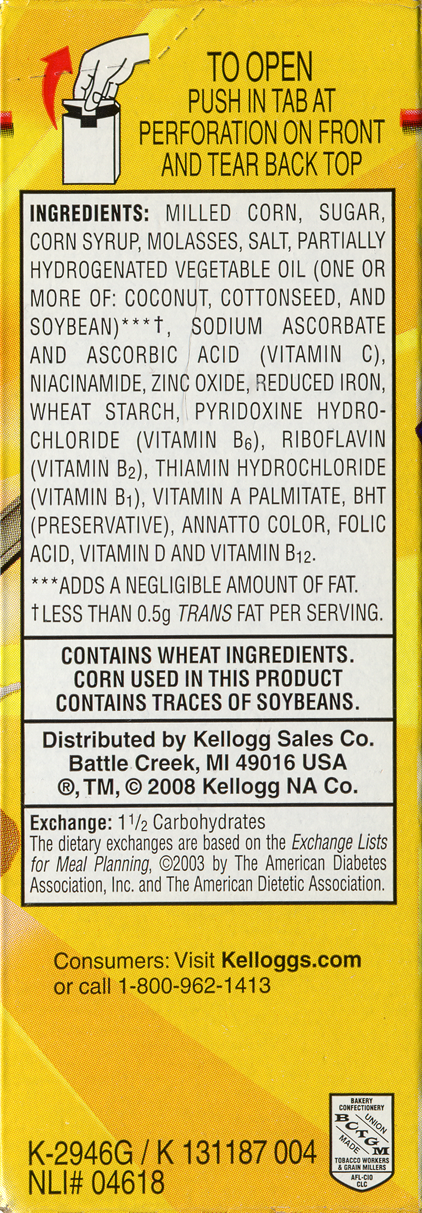 TO OPEN
PUSH IN TAB AT
PERFORATION ON FRONT
AND TEAR BACK TOP
INGREDIENTS: MILLED CORN, SUGAR,
CORN SYRUP, MOLASSES, SALT, PARTIALLY
HYDROGENATED VEGETABLE OIL (ONE OR
MORE OF: COCONUT, COTTONSEED, AND
SOYBEAN)***†, SODIUM ASCORBATE
AND ASCORBIC ACID (VITAMIN C),
NIACINAMIDE, ZINC OXIDE, REDUCED IRON,
WHEAT STARCH, PYRIDOXINE HYDRO-
CHLORIDE (VITAMIN B6), RIBOFLAVIN
(VITAMIN B2), THIAMIN HYDROCHLORIDE
(VITAMIN B1), VITAMIN A PALMITATE, BHT
(PRESERVATIVE), ANNATTO COLOR, FOLIC
ACID, VITAMIN D AND VITAMIN B12.
***ADDS A NEGLIGIBLE AMOUNT OF FAT.
†LESS THAN 0.5g TRANS FAT PER SERVING.
CONTAINS WHEAT INGREDIENTS.
CORN USED IN THIS PRODUCT
CONTAINS TRACES OF SOYBEANS.
Distributed by Kellogg Sales Co.
Battle Creek, MI 49016 USA
®, TM, © 2008 Kellogg NA Co.
Exchange: 1 1/2 Carbohydrates
The dietary exchanges are based on the Exchange Lists
for Meal Planning, ©2003 by The American Diabetes
Association, Inc. and The American Dietetic Association.
Consumers: Visit Kelloggs.com
or call 1-800-962-1413
BAKERY
CONFECTIONERY
UNION
BCTGM
MADE
TOBACCO WORKERS
& GRAIN MILLERS
AFL-CIO
CLC
K-2946G / K 131187 004
NLI# 04618